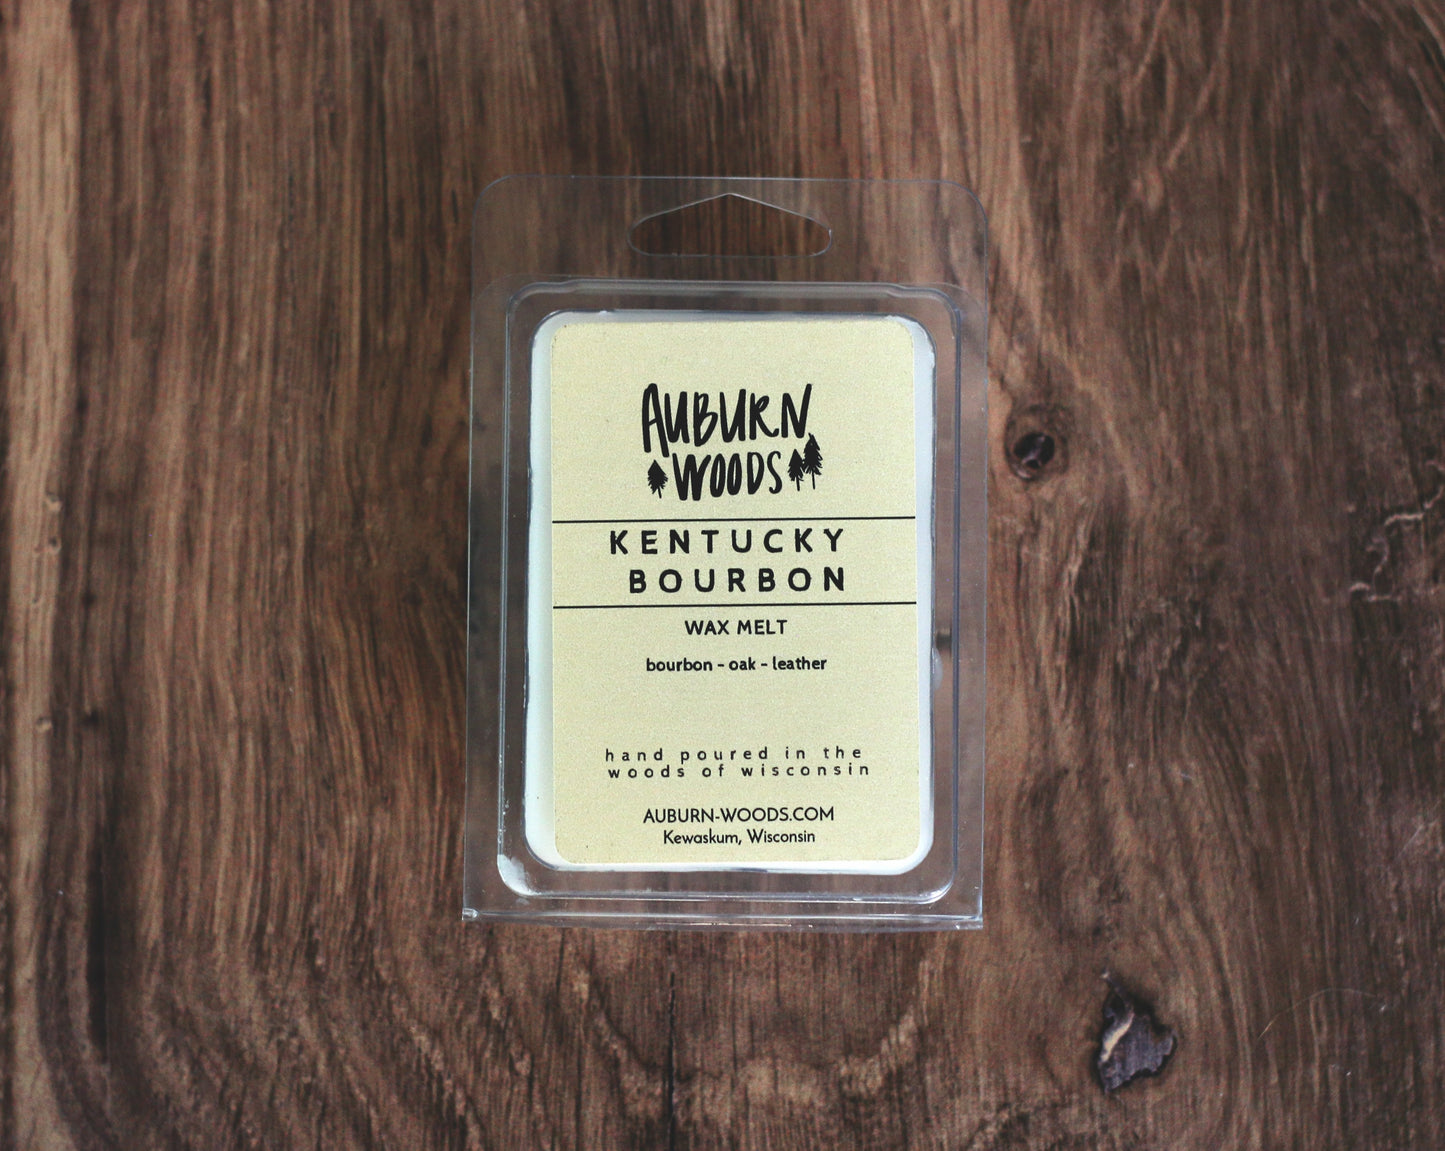 AUBURN
WOODS
KENTUCKY
BOURBON
WAX MELT
bourbon - oak - leather
hand poured in the
woods of wisconsin
AUBURN-WOODS.COM
Kewaskum, Wisconsin